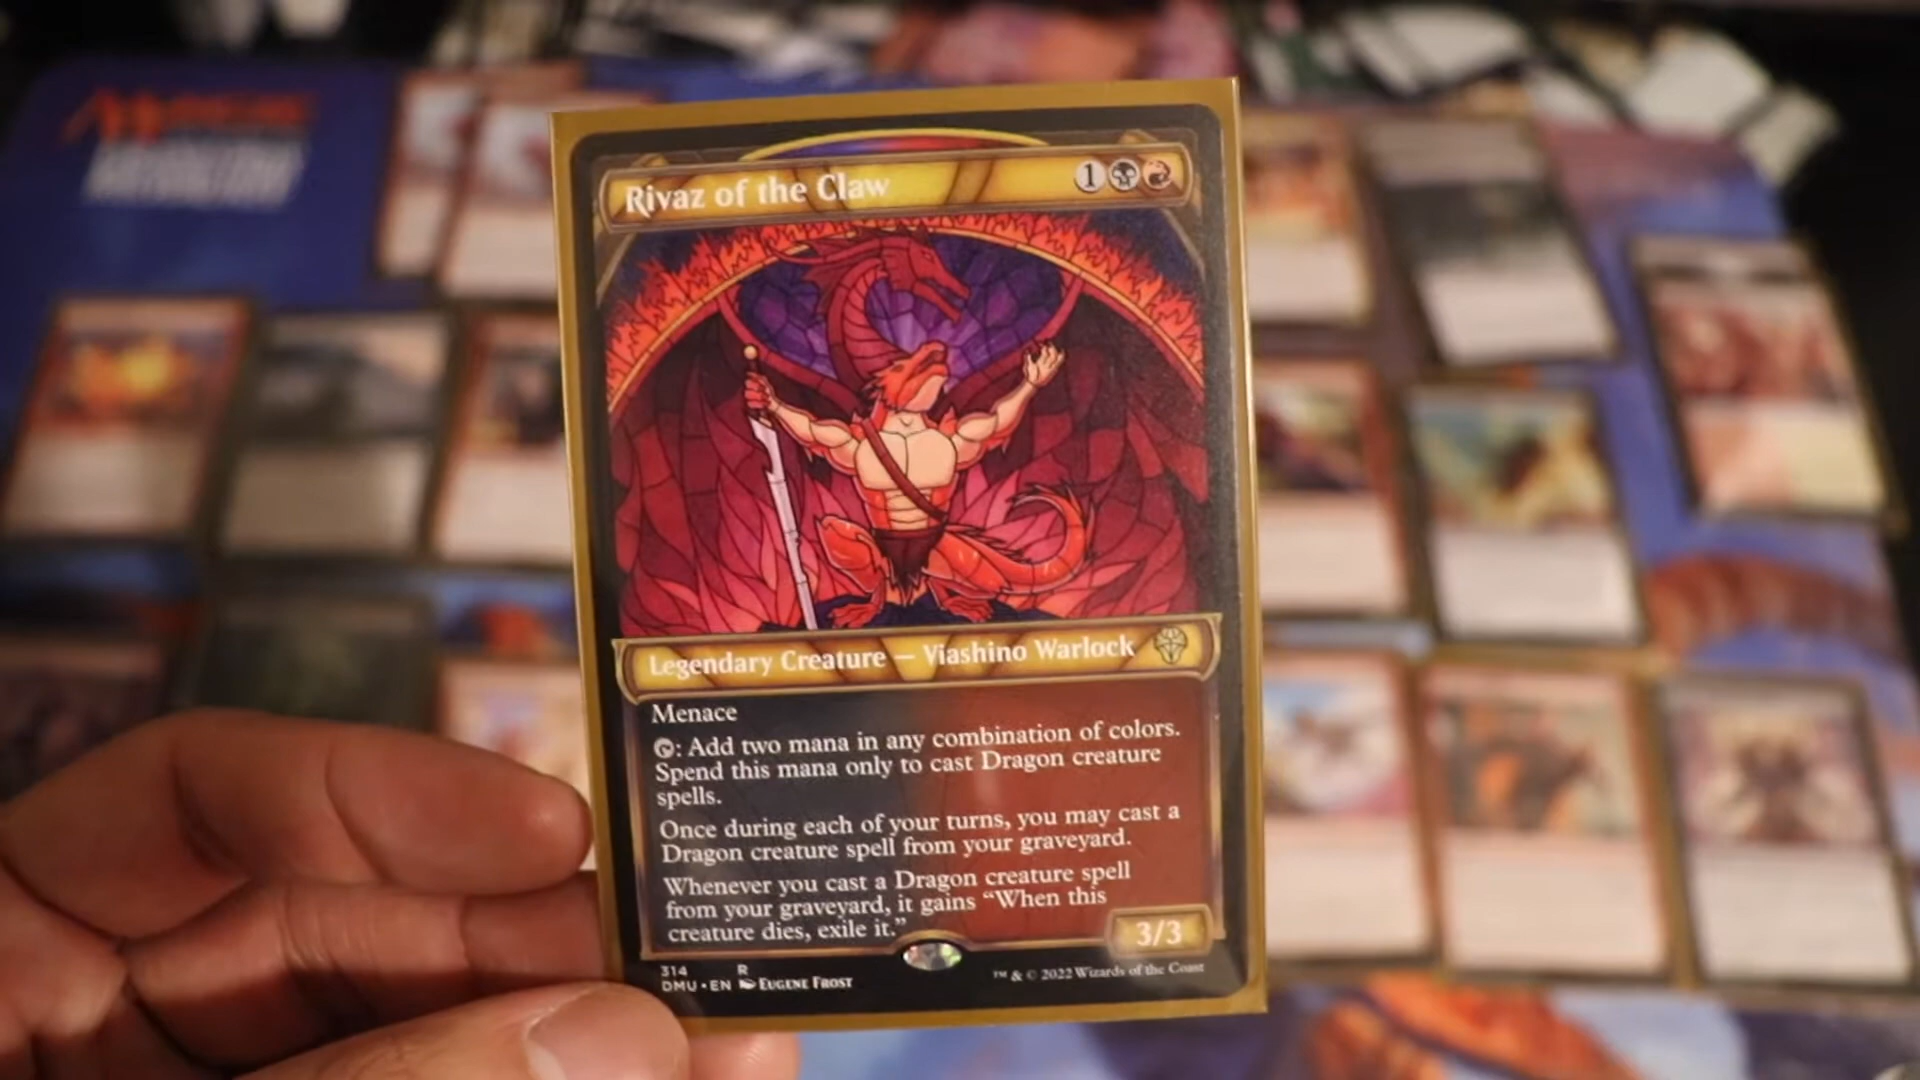 Rivaz of the Claw 1
Legendary Creature — Viashino Warlock
Menace
: Add two mana in any combination of colors.
Spend this mana only to cast Dragon creature
spells.
Once during each of your turns, you may cast a
Dragon creature spell from your graveyard.
Whenever you cast a Dragon creature spell
from your graveyard, it gains “When this
creature dies, exile it.”
3/3
314 R
DMU • EN EUGENE FROST
™ & © 2022 Wizards of the Coast